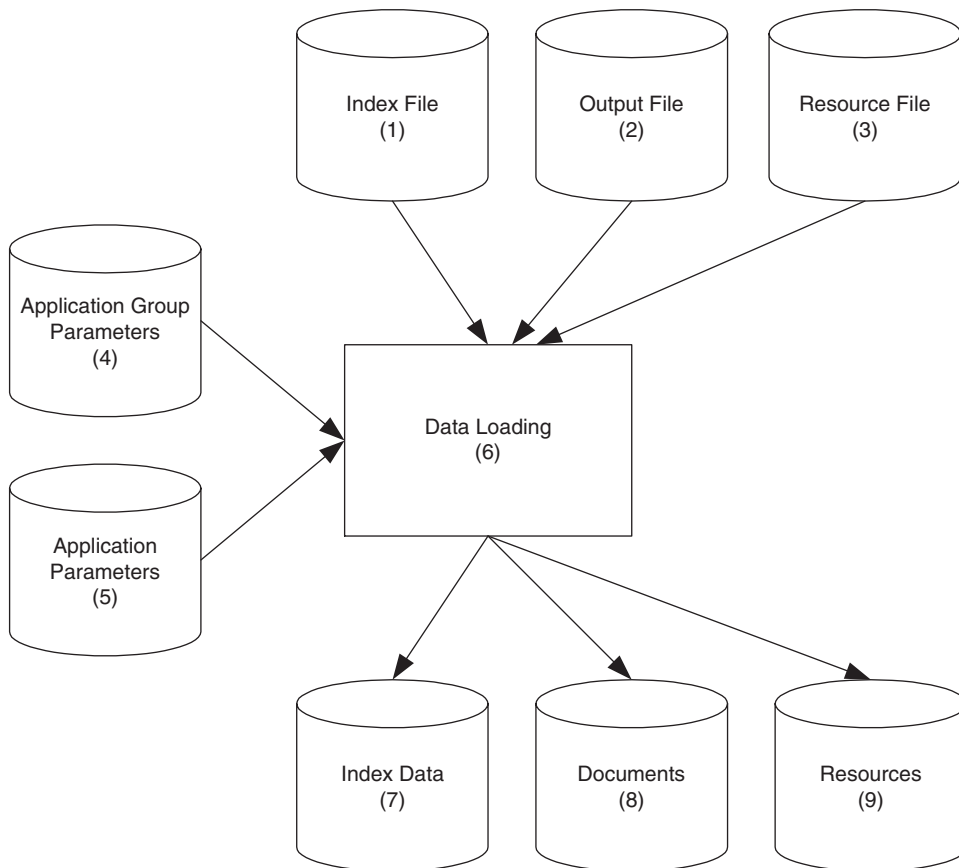 Index File
(1)
Output File
(2)
Resource File
(3)
Application Group
Parameters
(4)
Data Loading
(6)
Application
Parameters
(5)
Index Data
(7)
Documents
(8)
Resources
(9)